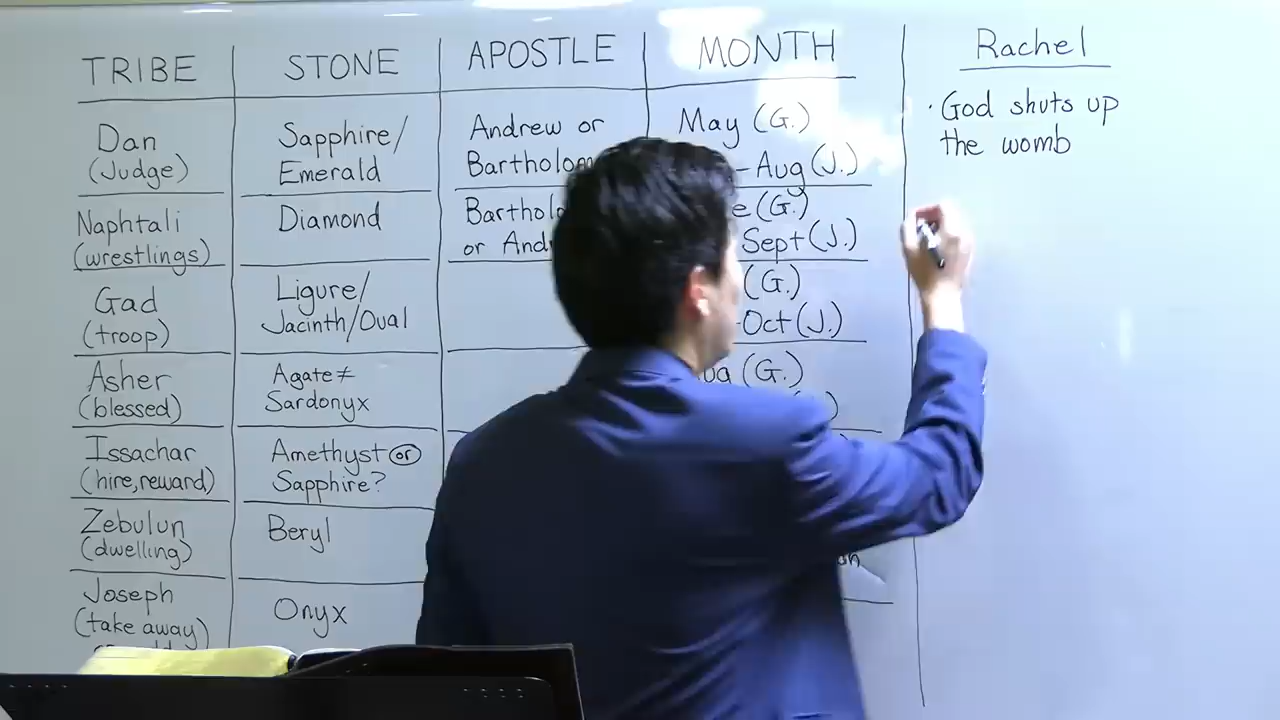 TRIBE STONE APOSTLE MONTH
Dan
(Judge)
Sapphire/
Emerald
Andrew or
May (G.)
-Aug (J.)
Naphtali
(wrestlings)
Diamond
or
(G.)
Sept (J.)
Gad
(troop)
Ligure/
Jacinth/Oval
(G.)
-Oct (J.)
Asher
(blessed)
Agate≠
Sardonyx
(G.)
Issachar
(hire, reward)
Amethyst or
Sapphire?
Zebulun
(dwelling)
Beryl
Joseph
(take away)
Onyx
Rachel
· God shuts up
the womb